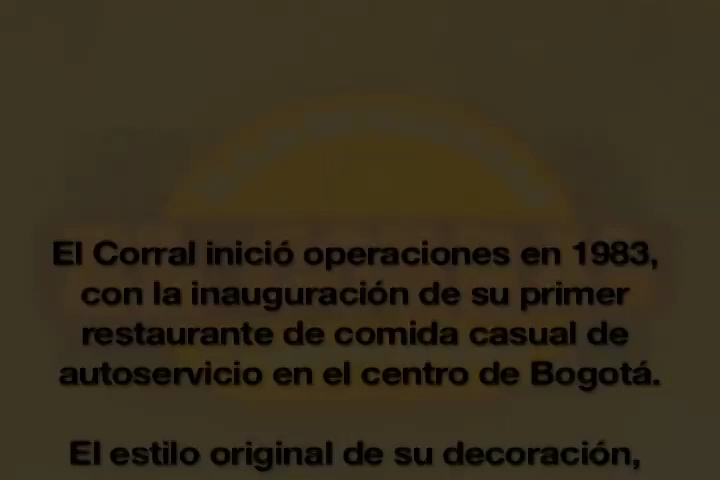 El Corral inició operaciones en 1983,
con la inauguración de su primer
restaurante de comida casual de
autoservicio en el centro de Bogotá.
El estilo original de su decoración,